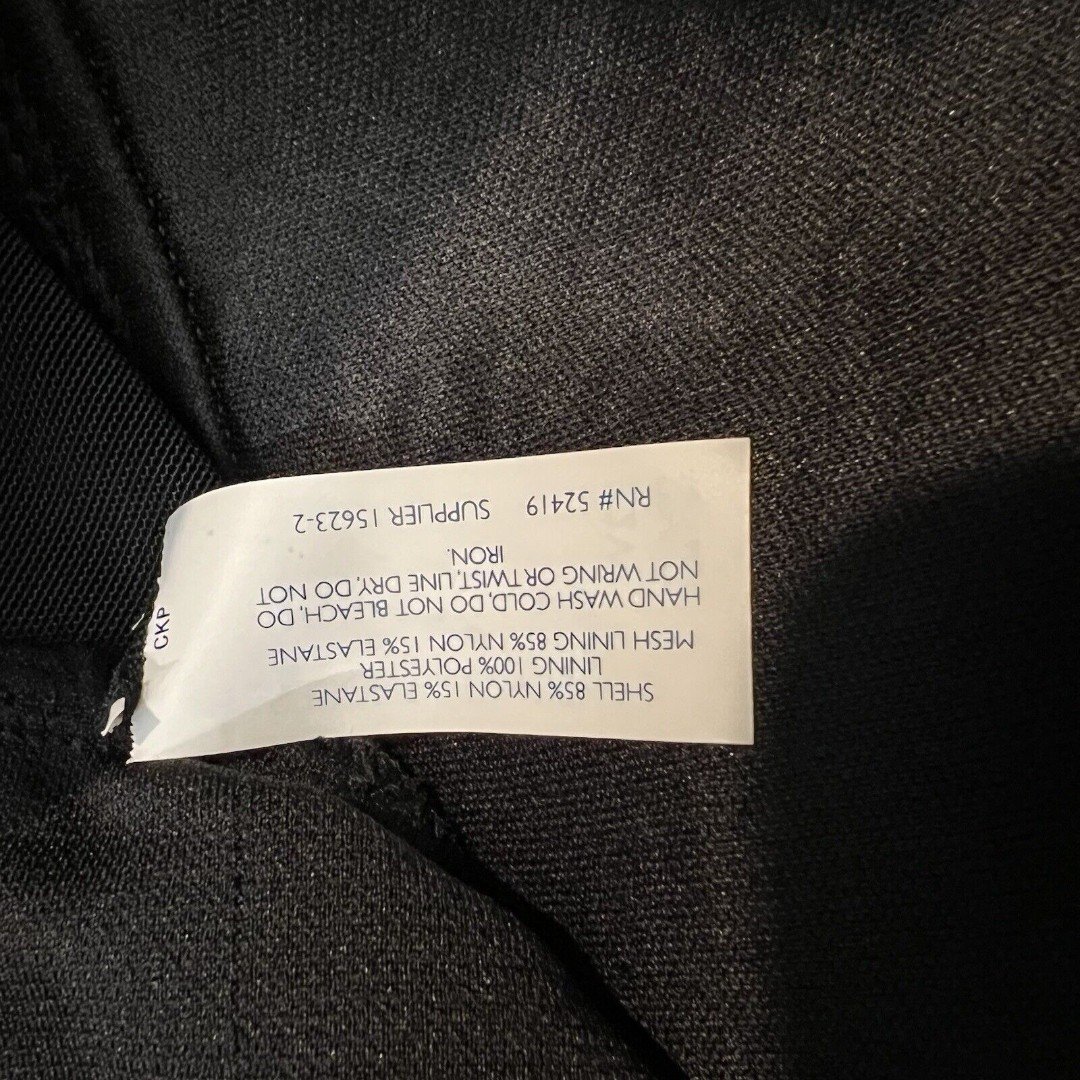 SHELL 85% NYLON 15% ELASTANE
LINING 100% POLYESTER
MESH LINING 85% NYLON 15% ELASTANE
HAND WASH COLD, DO NOT BLEACH, DO
NOT WRING OR TWIST, LINE DRY, DO NOT
IRON.
RN# 52419 SUPPLIER 15623-2
CKP